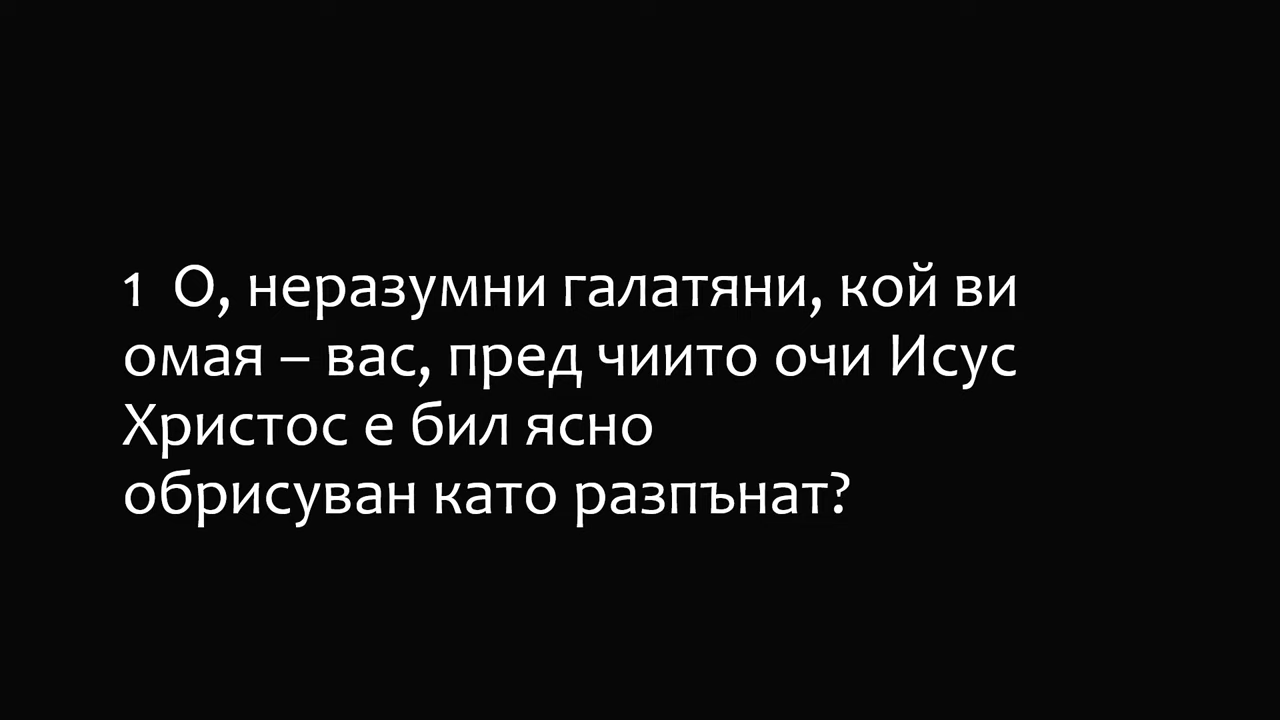 1 О, неразумни галатяни, кой ви
омая – вас, пред чиито очи Исус
Христос е бил ясно
обрисуван като разпънат?